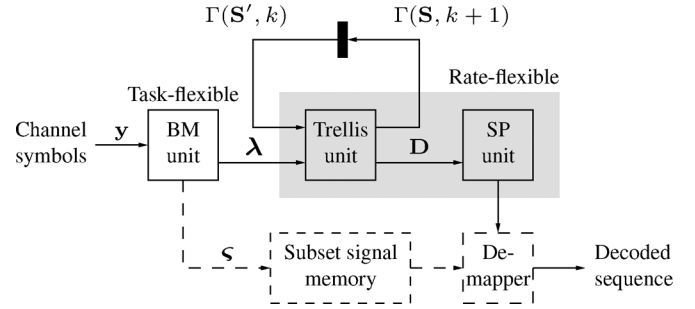 Γ(S′, k)
Γ(S, k + 1)
Rate-flexible
Task-flexible
Channel
symbols
y
BM
unit
λ
Trellis
unit
D
SP
unit
ς
Subset signal
memory
De-
mapper
Decoded
sequence